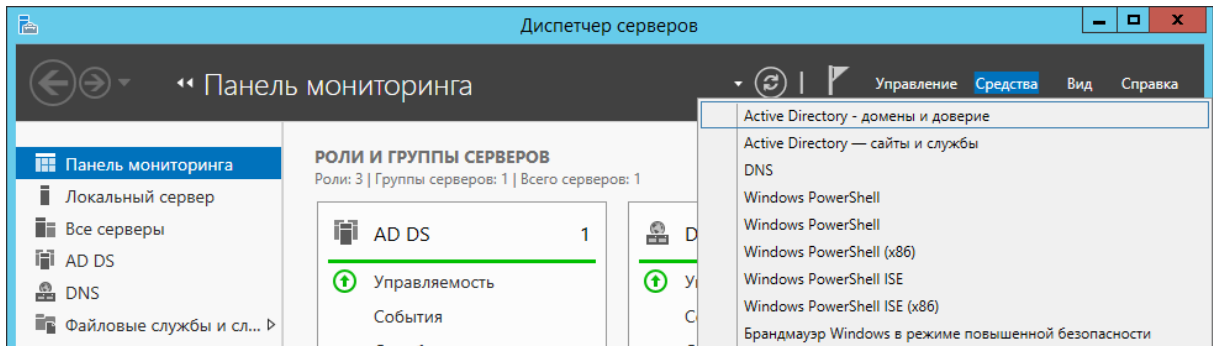 Диспетчер серверов
Панель мониторинга
Управление Средства Вид Справка
Active Directory - домены и доверие
Active Directory — сайты и службы
DNS
Windows PowerShell
Windows PowerShell
Windows PowerShell (x86)
Windows PowerShell ISE
Windows PowerShell ISE (x86)
Брандмауэр Windows в режиме повышенной безопасности
Панель мониторинга
Локальный сервер
Все серверы
AD DS
DNS
Файловые службы и сл...
РОЛИ И ГРУППЫ СЕРВЕРОВ
Роли: 3 | Группы серверов: 1 | Всего серверов: 1
AD DS 1
Управляемость
События